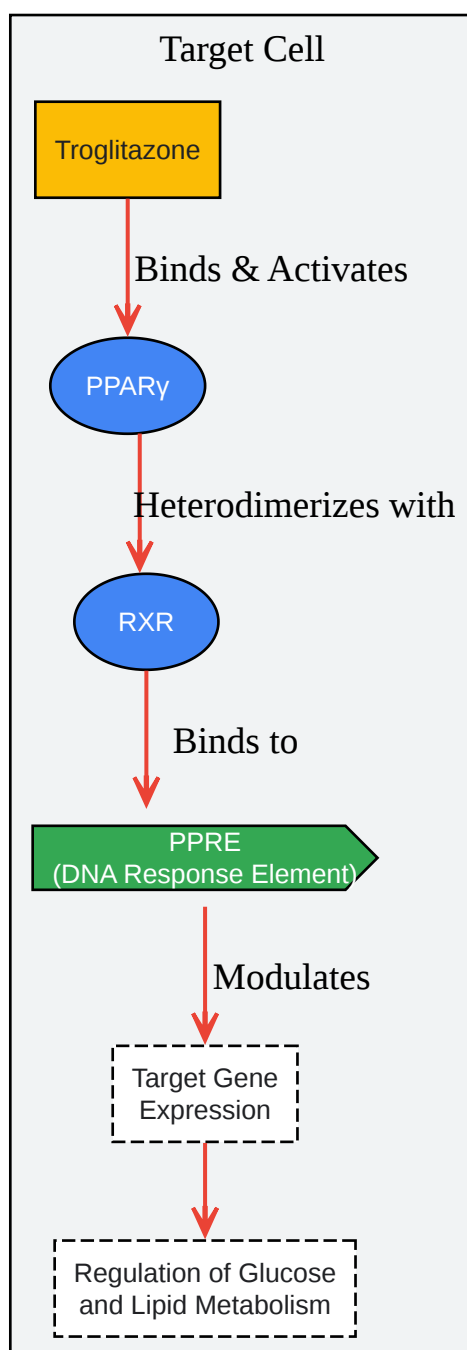 Target Cell
Troglitazone
Binds & Activates
PPARγ
Heterodimerizes with
RXR
Binds to
PPRE
(DNA Response Element)
Modulates
Target Gene
Expression
Regulation of Glucose
and Lipid Metabolism